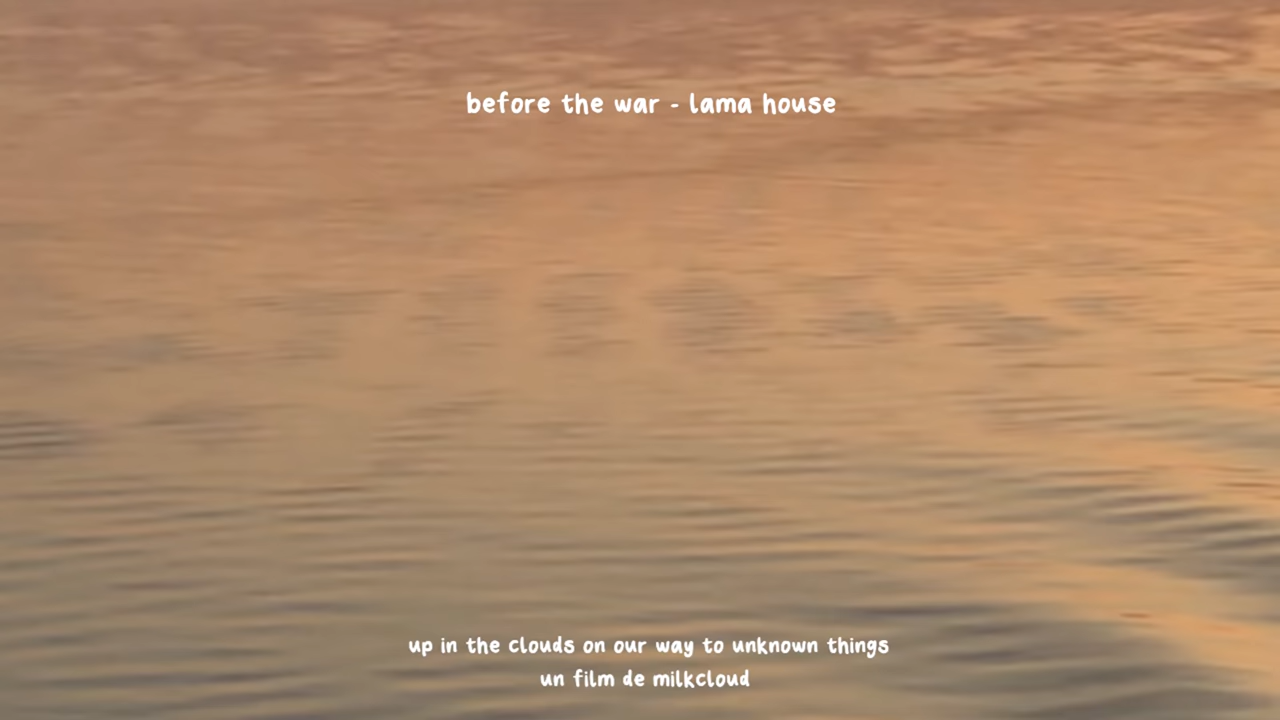 before the war - lama house
up in the clouds on our way to unknown things
un film de milkcloud